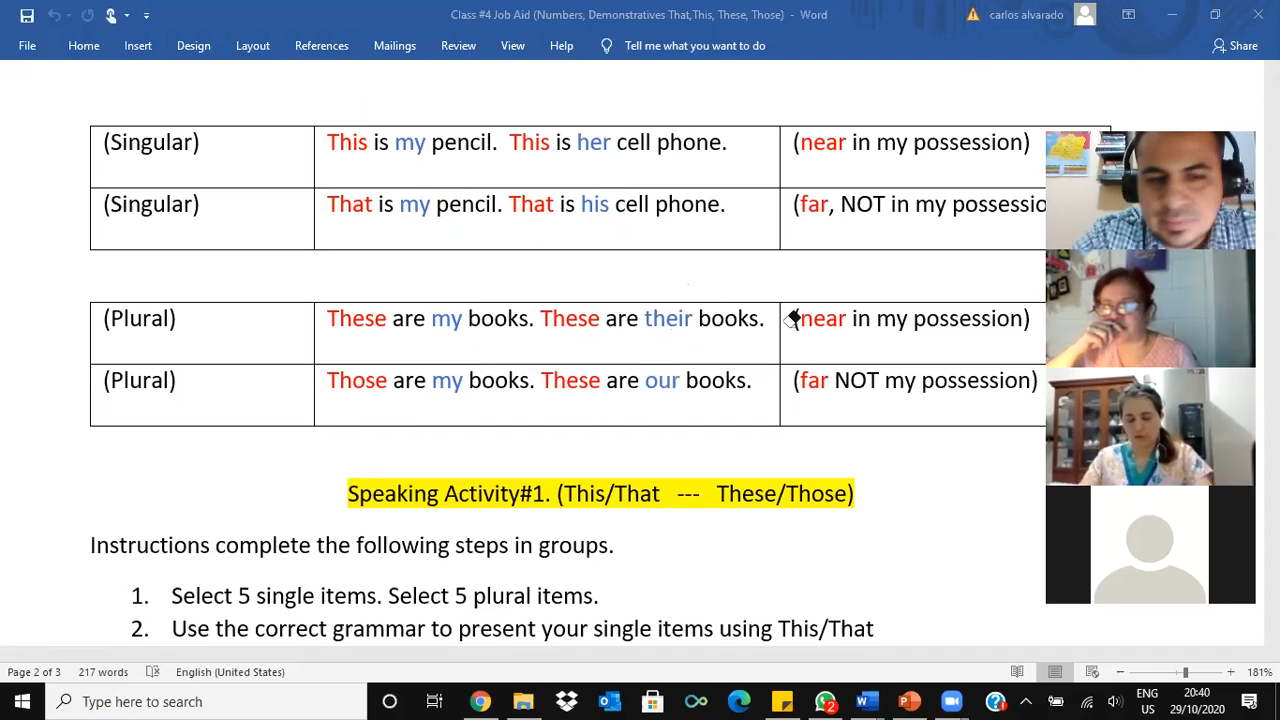 Class #4 Job Aid (Numbers, Demonstratives That,This, These, Those) - Word
carlos alvarado
File Home Insert Design Layout References Mailings Review View Help Tell me what you want to do Share
(Singular) This is my pencil. This is her cell phone. (near in my possession)
(Singular) That is my pencil. That is his cell phone. (far, NOT in my possessio
(Plural) These are my books. These are their books. (near in my possession)
(Plural) Those are my books. These are our books. (far NOT my possession)
Speaking Activity#1. (This/That --- These/Those)
Instructions complete the following steps in groups.
1. Select 5 single items. Select 5 plural items.
2. Use the correct grammar to present your single items using This/That
Page 2 of 3 217 words English (United States) 181%
Type here to search 2 ENG 20:40
US 29/10/2020